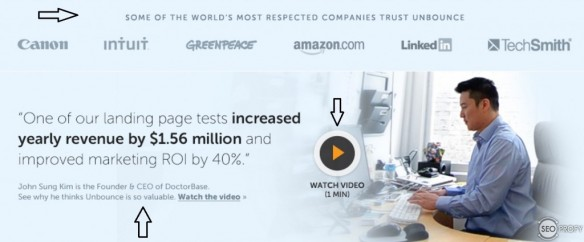 SOME OF THE WORLD'S MOST RESPECTED COMPANIES TRUST UNBOUNCE
Canon INTUIT GREENPEACE amazon.com Linked in TechSmith®
"One of our landing page tests increased
yearly revenue by $1.56 million and
improved marketing ROI by 40%."
WATCH VIDEO
(1 MIN)
John Sung Kim is the Founder & CEO of DoctorBase.
See why he thinks Unbounce is so valuable. Watch the video »
SEO PROFY